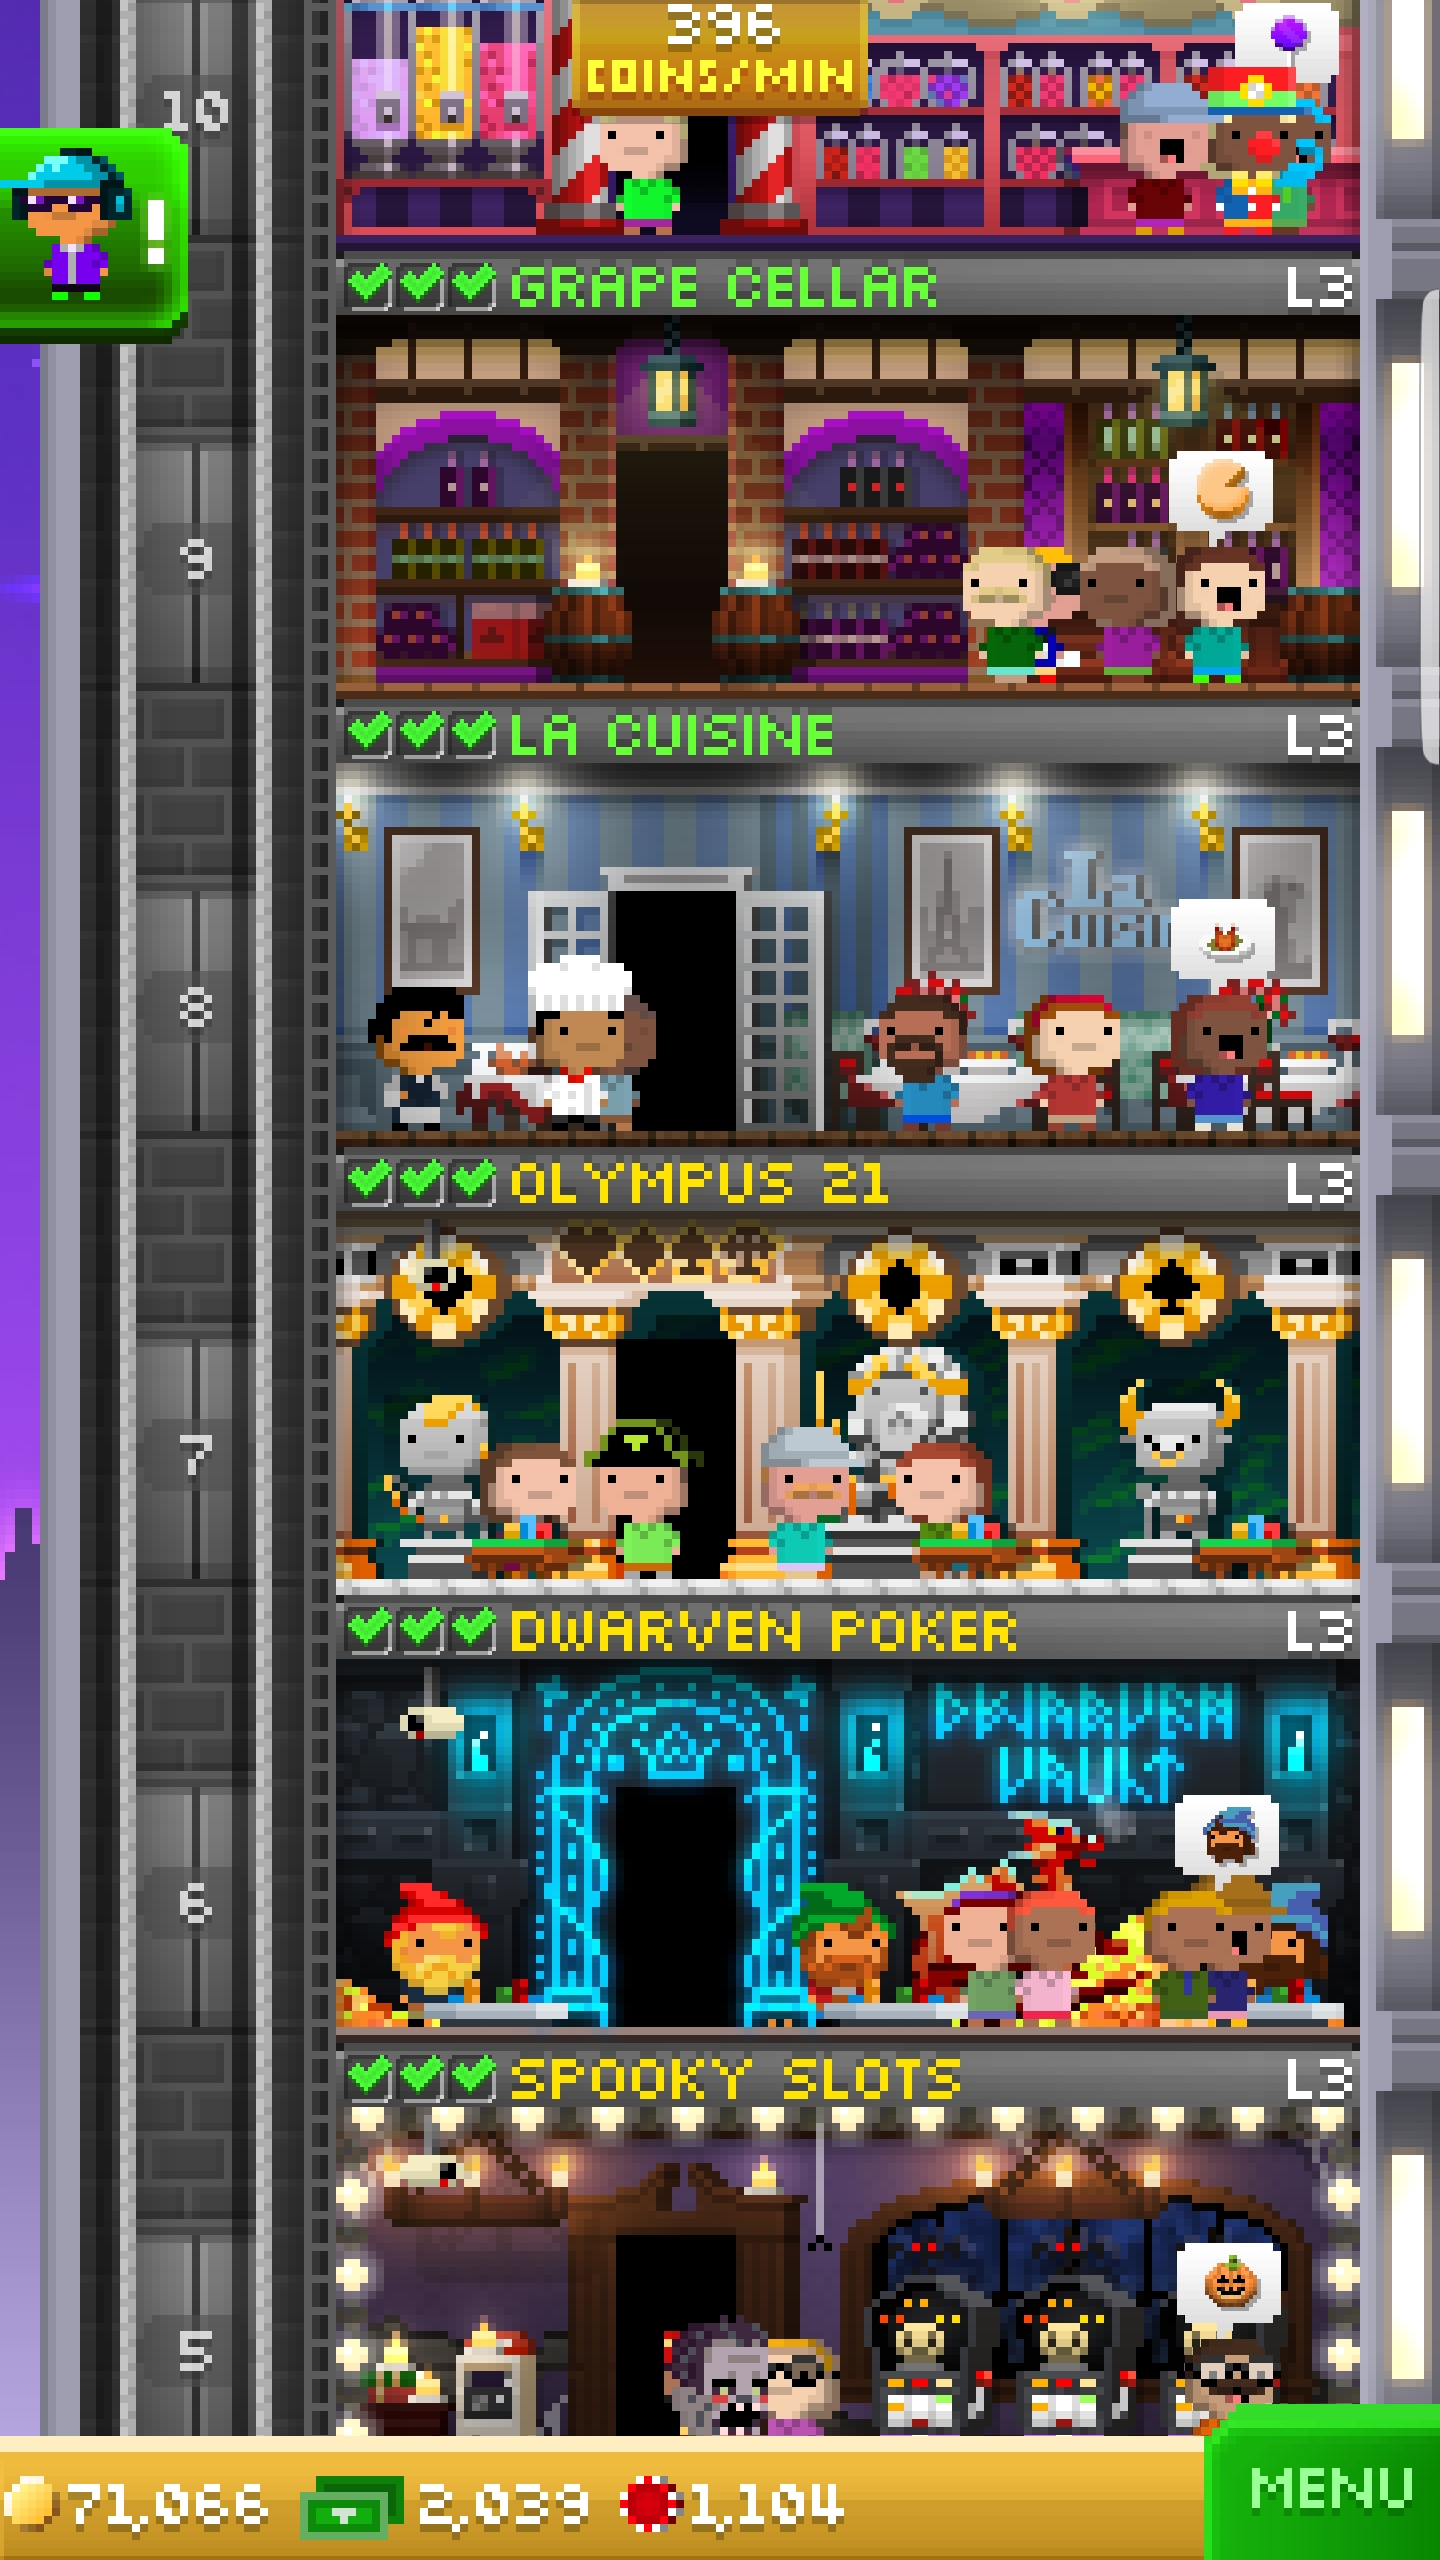 396
COINS/MIN
10
!
GRAPE CELLAR L3
9
LA CUISINE L3
La
8
OLYMPUS 21 L3
7
DWARVEN POKER L3
DWARVEN
VAULT
6
SPOOKY SLOTS L3
5
71,066 2,039 1,104
MENU